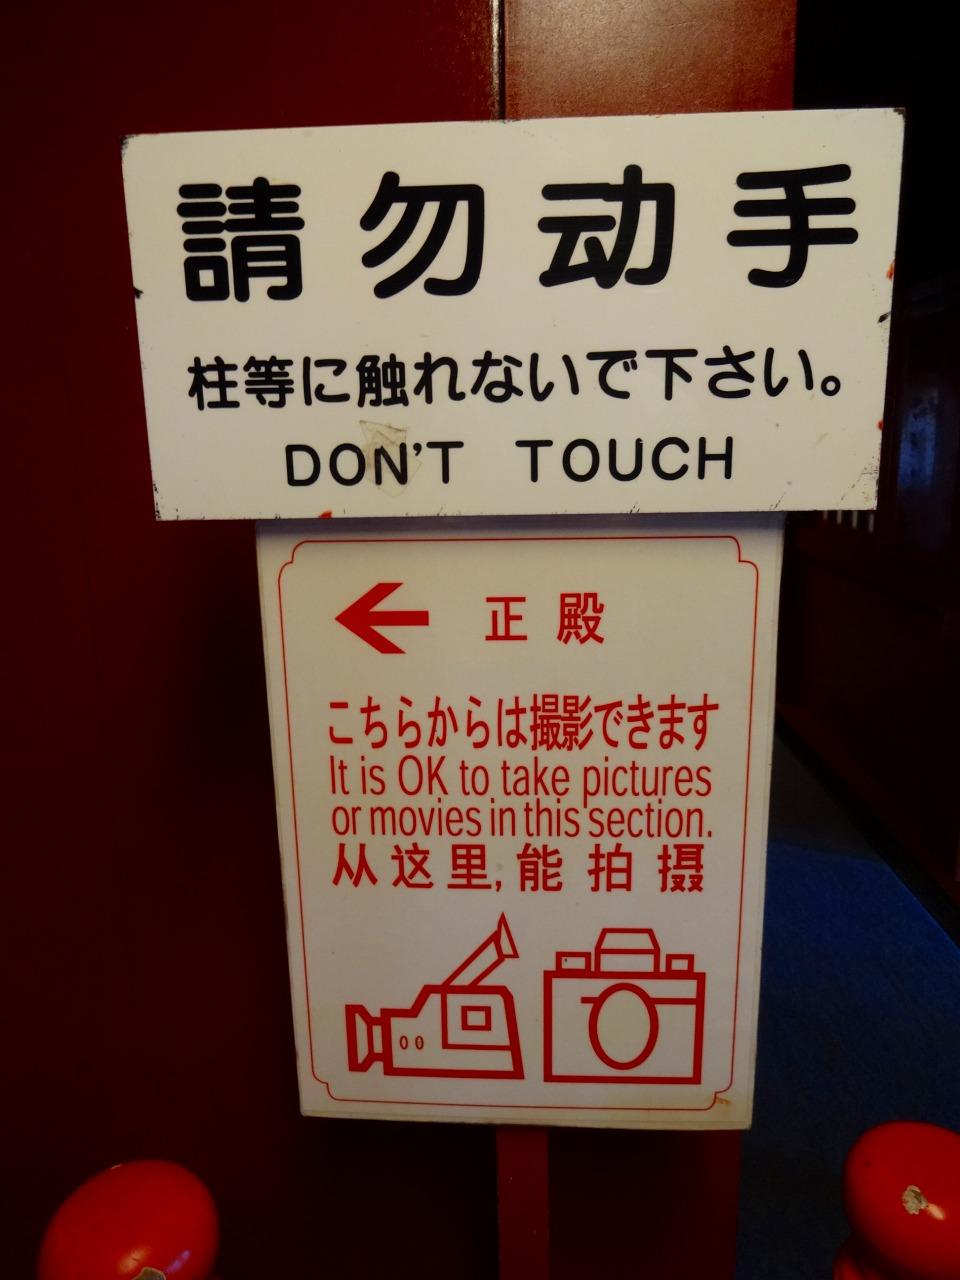 請勿动手
柱等に触れないで下さい。
DON'T TOUCH
← 正殿
こちらからは撮影できます
It is OK to take pictures
or movies in this section.
从这里,能拍摄